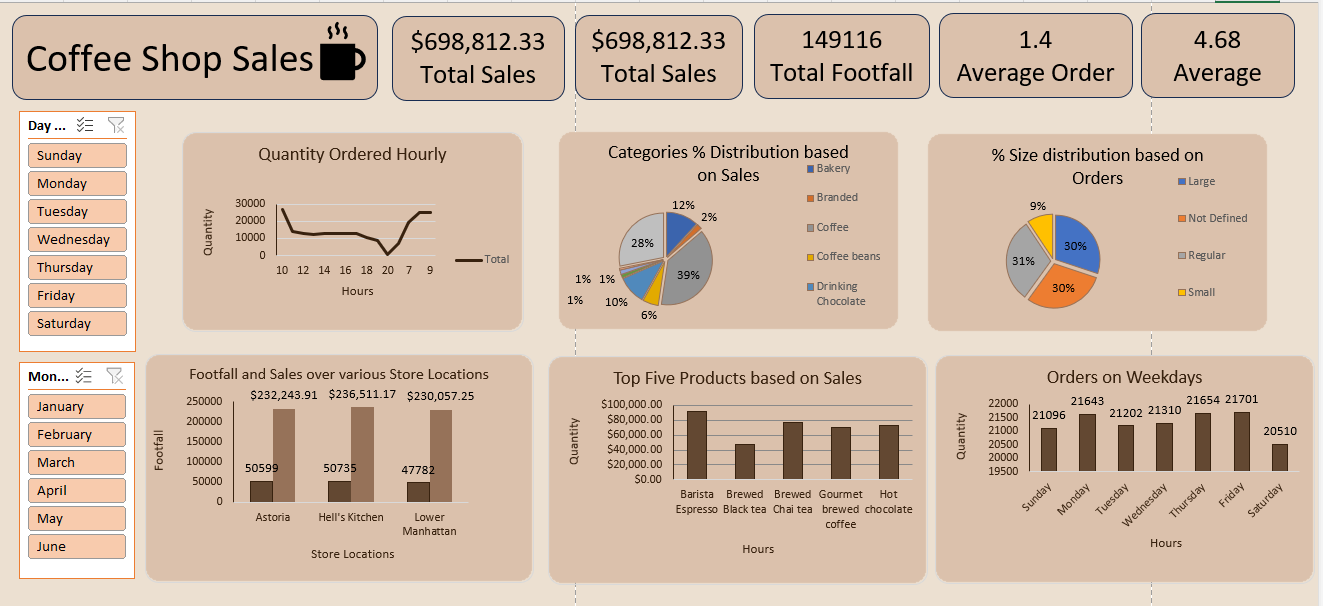 Coffee Shop Sales
$698,812.33
Total Sales
$698,812.33
Total Sales
149116
Total Footfall
1.4
Average Order
4.68
Average
Day ...
Sunday
Monday
Tuesday
Wednesday
Thursday
Friday
Saturday
Mon...
January
February
March
April
May
June
Quantity Ordered Hourly
Quantity
30000
20000
10000
0
10 12 14 16 18 20 7 9
Hours
Total
Categories % Distribution based
on Sales
12%
2%
39%
6%
10%
1%
1%
1%
28%
Bakery
Branded
Coffee
Coffee beans
Drinking
Chocolate
% Size distribution based on
Orders
9%
30%
31%
30%
Large
Not Defined
Regular
Small
Footfall and Sales over various Store Locations
Footfall
250000
200000
150000
100000
50000
0
$232,243.91 $236,511.17 $230,057.25
50599 50735 47782
Astoria
Hell's Kitchen
Lower
Manhattan
Store Locations
Top Five Products based on Sales
Quantity
$100,000.00
$80,000.00
$60,000.00
$40,000.00
$20,000.00
$0.00
Barista
Espresso
Brewed
Black tea
Brewed
Chai tea
Gourmet
brewed
coffee
Hot
chocolate
Hours
Orders on Weekdays
Quantity
22000
21500
21000
20500
20000
19500
21096
21643
21202
21310
21654
21701
20510
Sunday
Monday
Tuesday
Wednesday
Thursday
Friday
Saturday
Hours